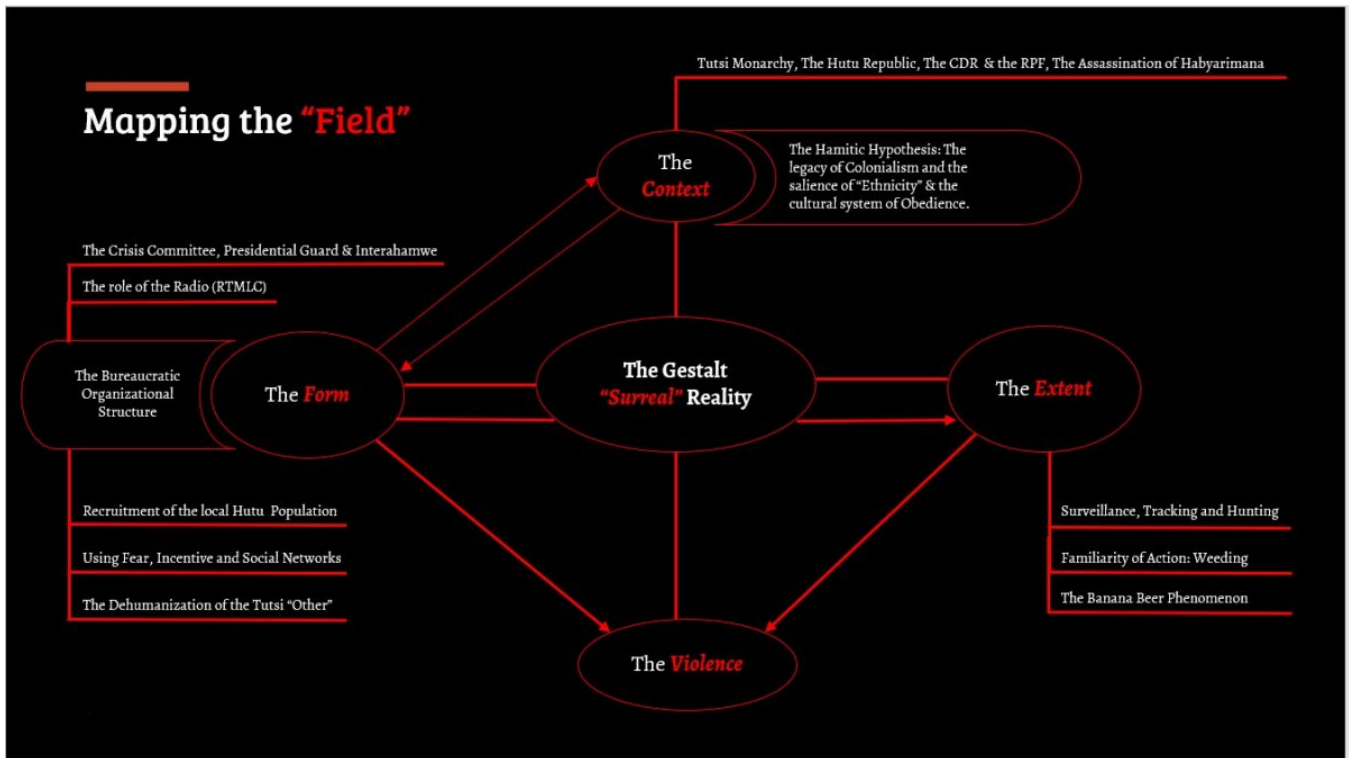 Tutsi Monarchy, The Hutu Republic, The CDR & the RPF, The Assassination of Habyarimana
Mapping the “Field”
The
Context
The Hamitic Hypothesis: The
legacy of Colonialism and the
salience of “Ethnicity” & the
cultural system of Obedience.
The Crisis Committee, Presidential Guard & Interahamwe
The role of the Radio (RTMLC)
The Bureaucratic
Organizational
Structure
The Form
The Gestalt
“Surreal” Reality
The Extent
Recruitment of the local Hutu Population
Using Fear, Incentive and Social Networks
The Dehumanization of the Tutsi “Other”
Surveillance, Tracking and Hunting
Familiarity of Action: Weeding
The Banana Beer Phenomenon
The Violence